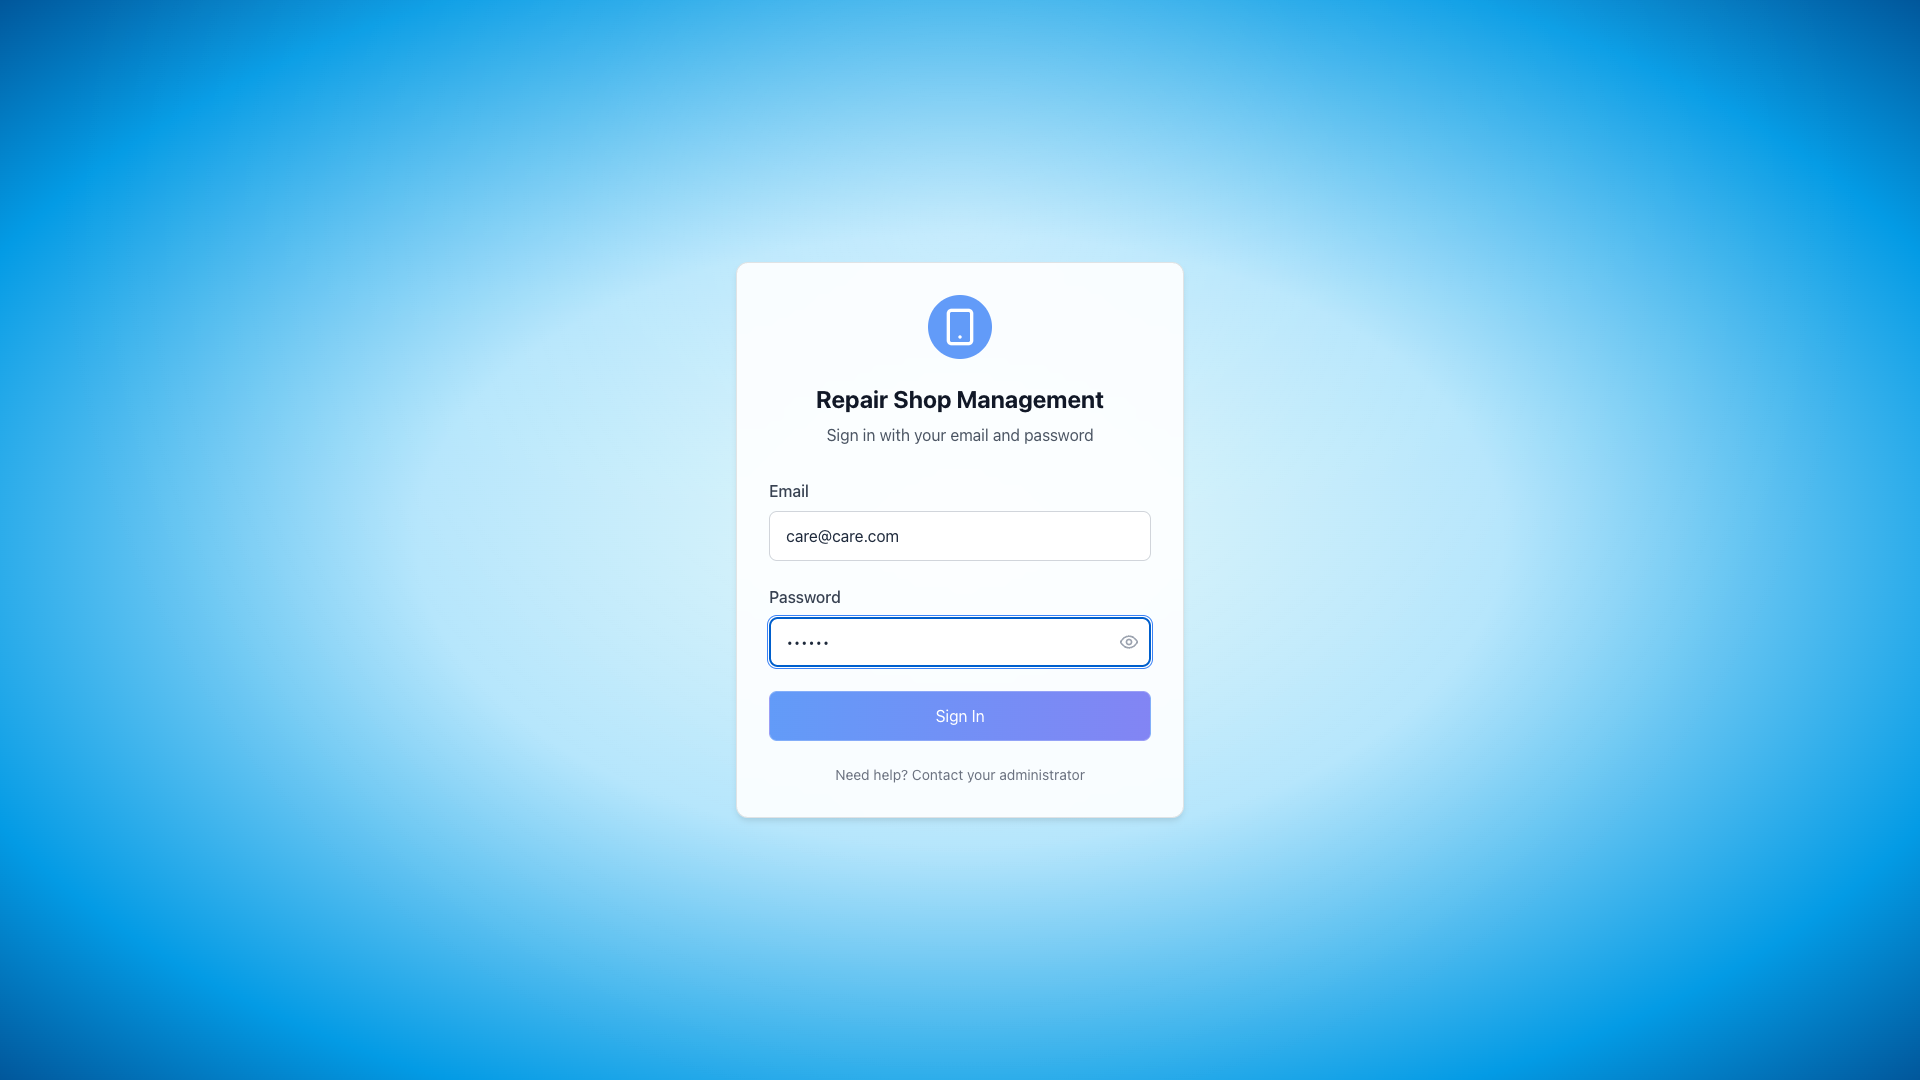 Repair Shop Management
Sign in with your email and password
Email
care@care.com
Password
••••••
Sign In
Need help? Contact your administrator